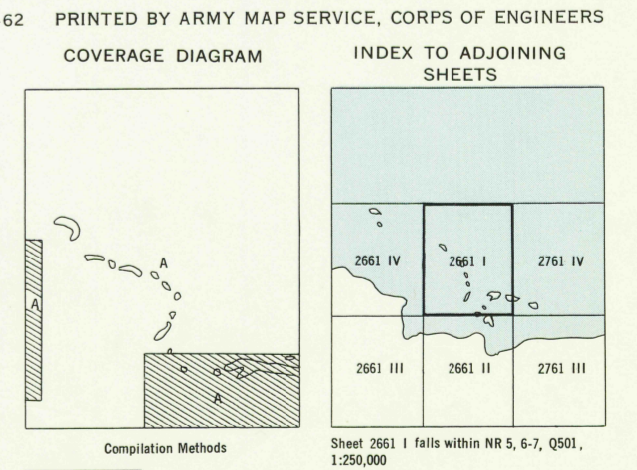 62 PRINTED BY ARMY MAP SERVICE, CORPS OF ENGINEERS
COVERAGE DIAGRAM
A
A
A
Compilation Methods
INDEX TO ADJOINING
SHEETS
2661 IV 2661 I 2761 IV
2661 III 2661 II 2761 III
Sheet 2661 I falls within NR 5, 6-7, Q501,
1:250,000